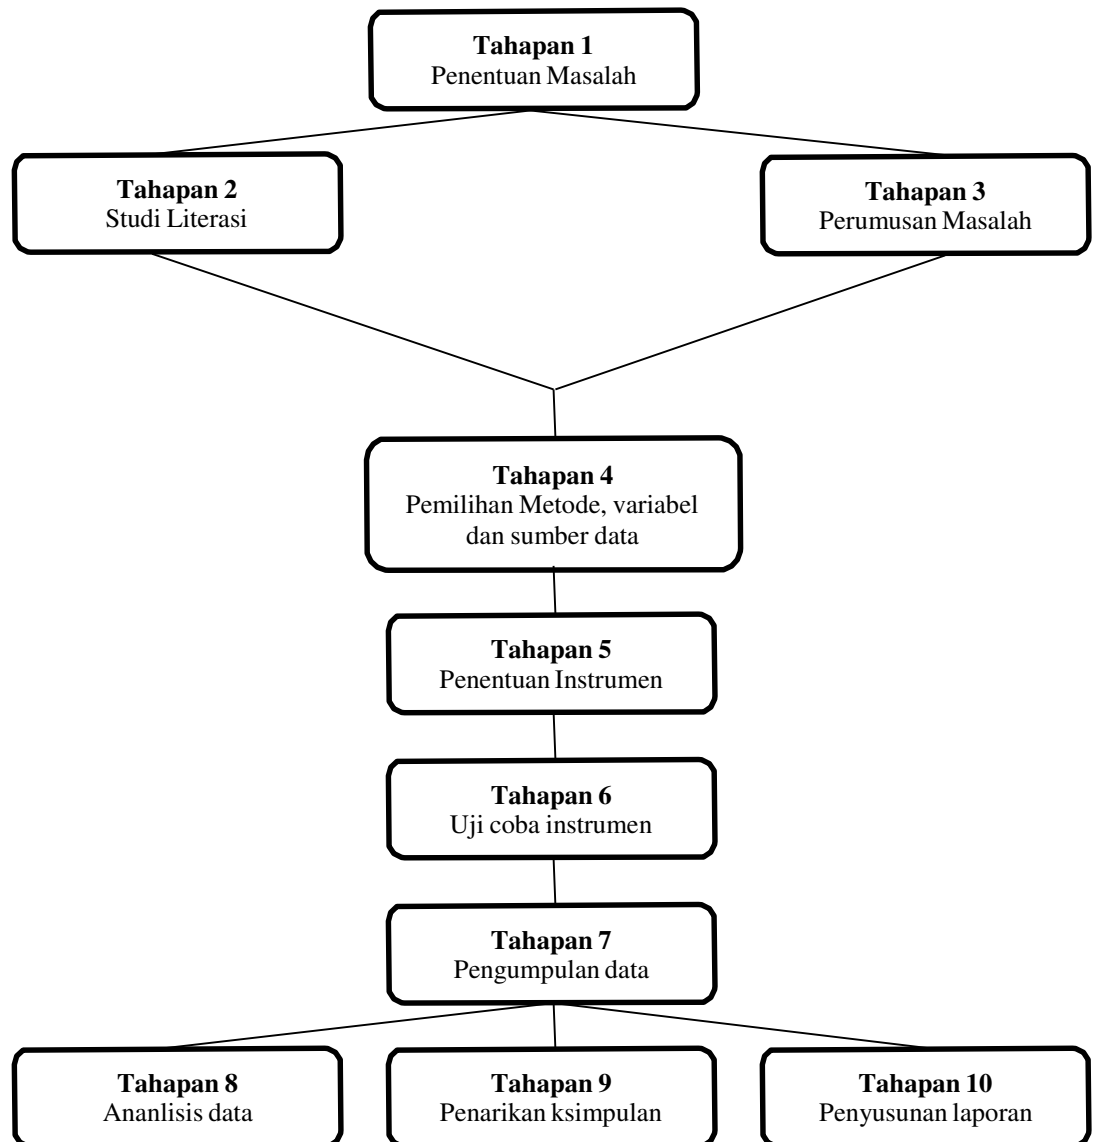 Tahapan 1
Penentuan Masalah
Tahapan 2
Studi Literasi
Tahapan 3
Perumusan Masalah
Tahapan 4
Pemilihan Metode, variabel
dan sumber data
Tahapan 5
Penentuan Instrumen
Tahapan 6
Uji coba instrumen
Tahapan 7
Pengumpulan data
Tahapan 8
Ananlisis data
Tahapan 9
Penarikan ksimpulan
Tahapan 10
Penyusunan laporan